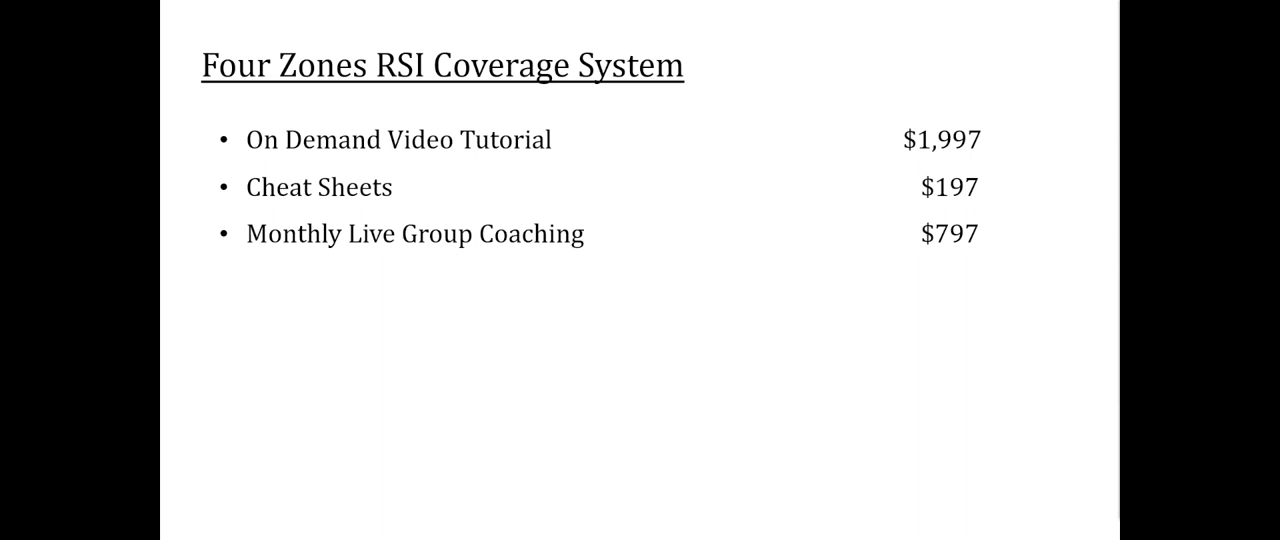 Four Zones RSI Coverage System
• On Demand Video Tutorial $1,997
• Cheat Sheets $197
• Monthly Live Group Coaching $797